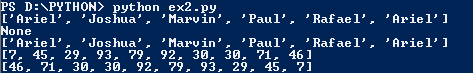 PS D:\PYTHON> python ex2.py
['Ariel', 'Joshua', 'Marvin', 'Paul', 'Rafael', 'Ariel']
None
['Ariel', 'Joshua', 'Marvin', 'Paul', 'Rafael', 'Ariel']
[7, 45, 29, 93, 79, 92, 30, 30, 71, 46]
[46, 71, 30, 30, 92, 79, 93, 29, 45, 7]